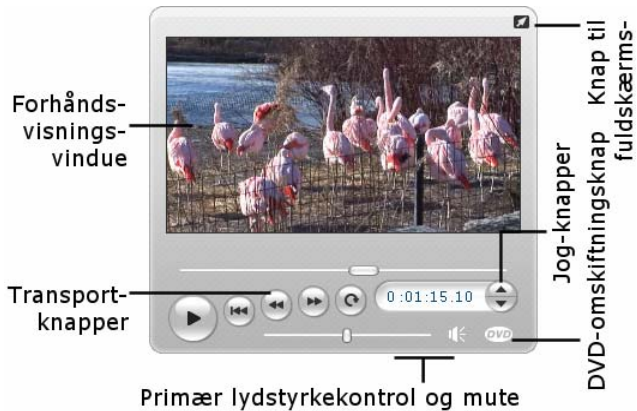 Forhånds-
visnings-
vindue
Transport-
knapper
0:01:15.10
DVD
Primær lydstyrkekontrol og mute
Jog-knapper
DVD-omskiftningsknap
Knap til
fuldskærms-